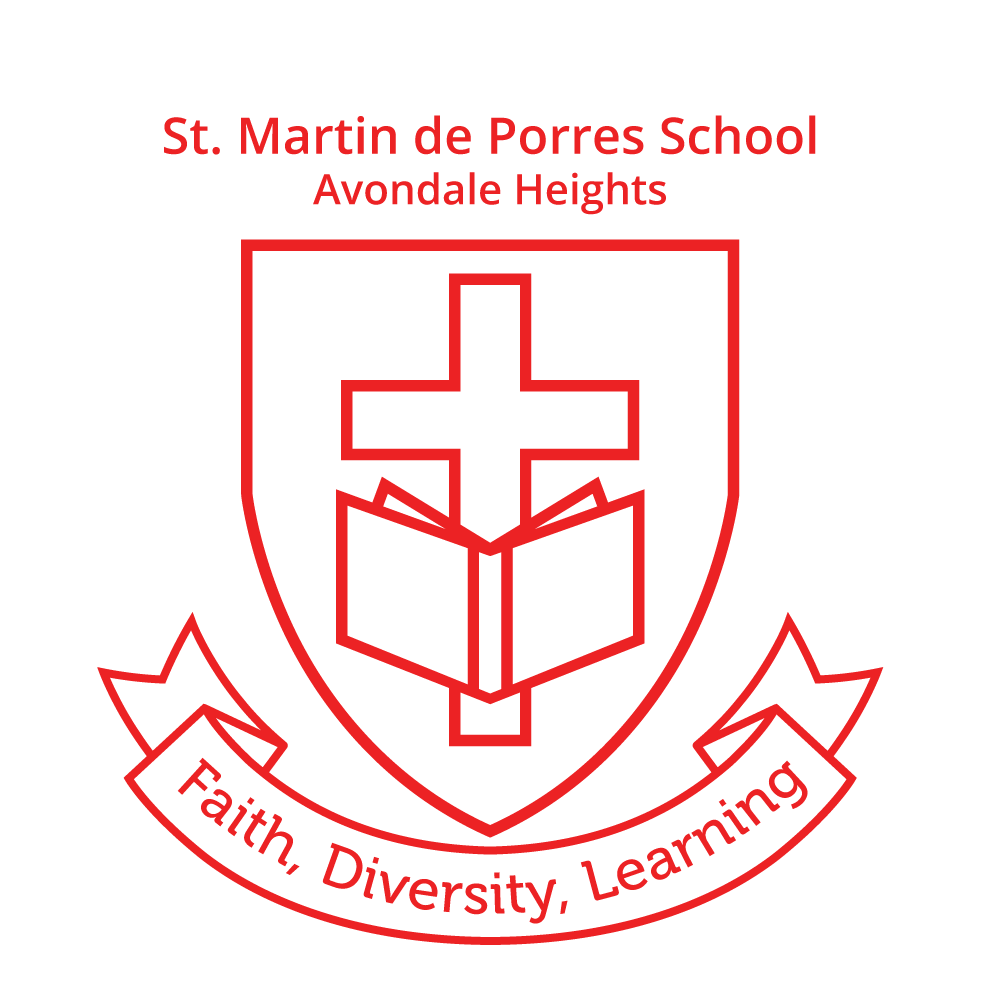 St. Martin de Porres School
Avondale Heights
Faith, Diversity, Learning